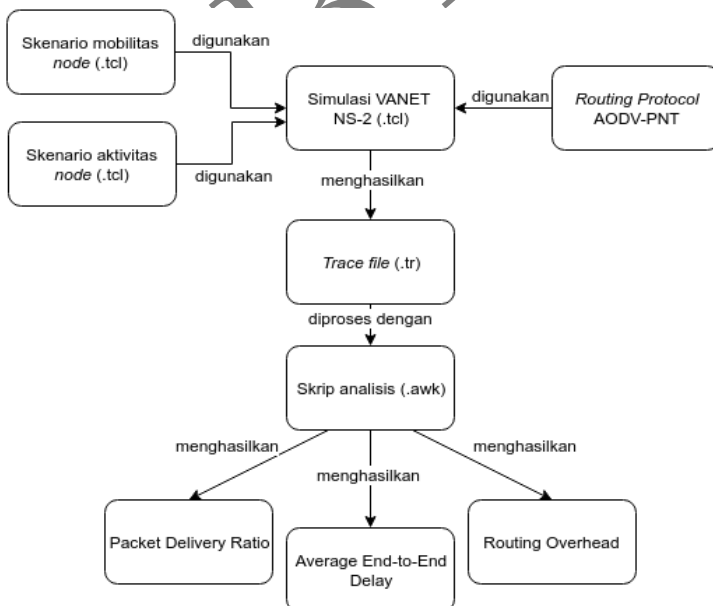 Skenario mobilitas
node (.tcl)
digunakan
Simulasi VANET
NS-2 (.tcl)
digunakan
Routing Protocol
AODV-PNT
Skenario aktivitas
node (.tcl)
digunakan
menghasilkan
Trace file (.tr)
diproses dengan
Skrip analisis (.awk)
menghasilkan
menghasilkan
menghasilkan
Packet Delivery Ratio
Average End-to-End
Delay
Routing Overhead